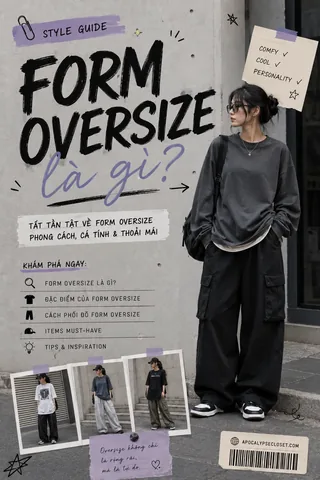 STYLE GUIDE
COMFY ✓
COOL ✓
PERSONALITY ✓
FORM
OVERSIZE
là gì?
TẤT TẦN TẬT VỀ FORM OVERSIZE
PHONG CÁCH, CÁ TÍNH & THOẢI MÁI
KHÁM PHÁ NGAY:
FORM OVERSIZE LÀ GÌ?
ĐẶC ĐIỂM CỦA FORM OVERSIZE
CÁCH PHỐI ĐỒ FORM OVERSIZE
ITEMS MUST-HAVE
TIPS & INSPIRATION
Oversize không chỉ
là rộng rãi,
mà là tự do.
APOCALYPSECLOSET.COM